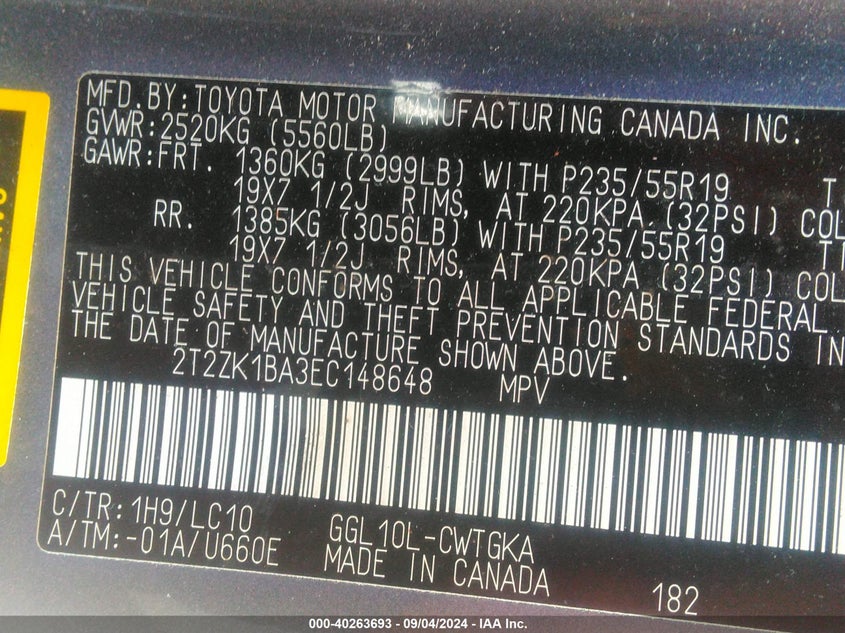 MFD.BY:TOYOTA MOTOR MANUFACTURING CANADA INC.
GVWR:2520KG (5560LB)
GAWR:FRT. 1360KG (2999LB) WITH P235/55R19 T
19X7 1/2J RIMS, AT 220KPA (32PSI) COL
RR. 1385KG (3056LB) WITH P235/55R19 TT
19X7 1/2J RIMS, AT 220KPA (32PSI) COL
THIS VEHICLE CONFORMS TO ALL APPLICABLE FEDERAL
VEHICLE SAFETY AND THEFT PREVENTION STANDARDS IN
THE DATE OF MANUFACTURE SHOWN ABOVE.
2T2ZK1BA3EC148648 MPV
C/TR:1H9/LC10 GGL10L-CWTGKA
A/TM:-01A/U660E MADE IN CANADA 182
000-40263693 - 09/04/2024 - IAA Inc.